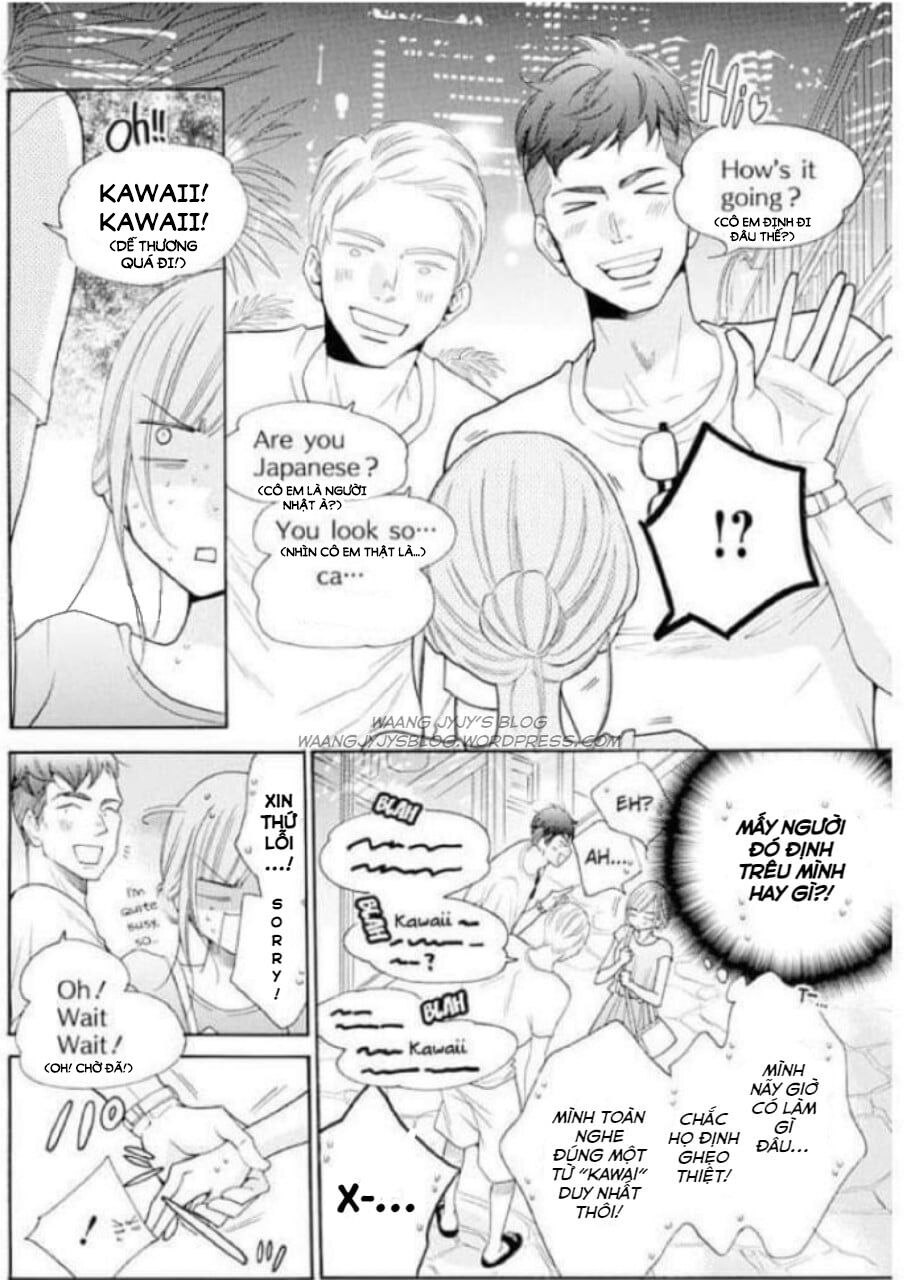 Hi♡
How's it
going?
(CÔ EM ĐỊNH ĐI
ĐÂU THẾ?)
Oh!!
KAWAII!
KAWAII!
(DỄ THƯƠNG
QUÁ ĐI!)
Are you
Japanese?
(CÔ EM LÀ NGƯỜI
NHẬT À?)
You look so…
(NHÌN CÔ EM THẬT LÀ...)
ca…
!?
WAANG JYJY'S BLOG
WAANGJYJYSBLOG.WORDPRESS.COM
MẤY NGƯỜI
ĐÓ ĐỊNH
TRÊU MÌNH
HAY GÌ?!
EH?
AH....
BLAH
BLAH
Kawaii
?
BLAH
Kawaii
T-...
MÌNH
NÃY GIỜ
CÓ LÀM
GÌ
ĐÂU...
CHẮC
HỌ ĐỊNH
GHẸO
THIỆT!
MÌNH TOÀN
NGHE
ĐÚNG MỘT
TỪ "KAWAI"
DUY NHẤT
THÔI!
X-...
XIN
THỨ
LỖI
...!
SORRY!
I'm
quite
busy,
so...
Oh!
Wait
Wait!
(OH! CHỜ ĐÃ!)
!